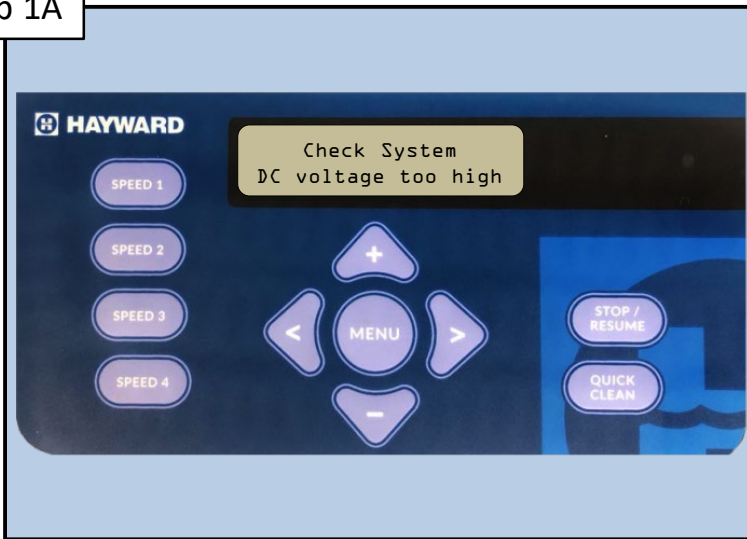 p 1A
HAYWARD
Check System
DC voltage too high
SPEED 1
SPEED 2
SPEED 3
SPEED 4
+
<
MENU
>
-
STOP /
RESUME
QUICK
CLEAN